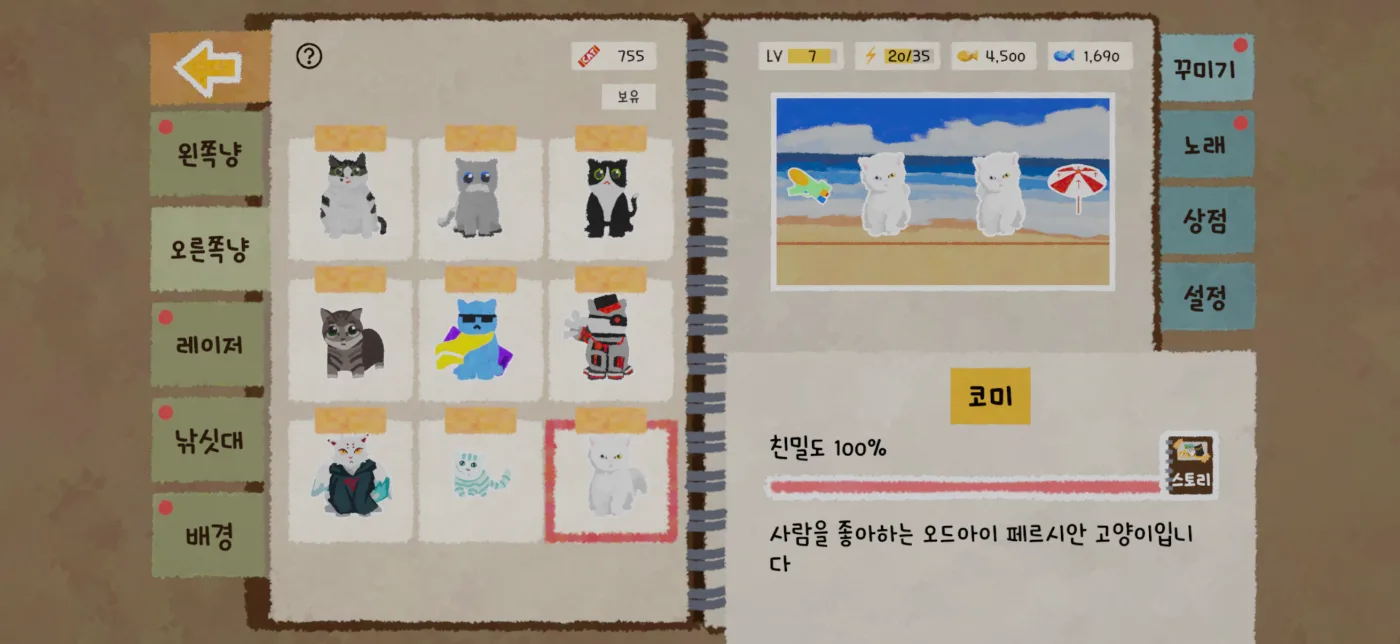 ?
CAT 755
보유
LV 7
20/35
4,500
1,690
왼쪽냥
오른쪽냥
레이저
낚싯대
배경
꾸미기
노래
상점
설정
코미
친밀도 100%
스토리
사람을 좋아하는 오드아이 페르시안 고양이입니
다